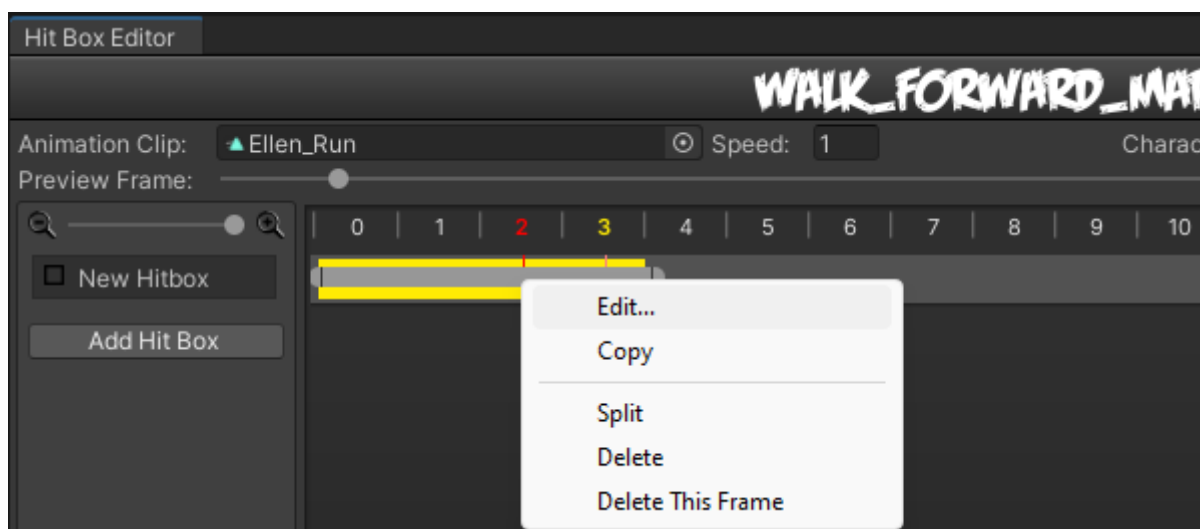 Hit Box Editor
WALK_FORWARD_MA
Animation Clip: Ellen_Run Speed: 1 Charac
Preview Frame:
0 1 2 3 4 5 6 7 8 9 10
New Hitbox
Add Hit Box
Edit...
Copy
Split
Delete
Delete This Frame